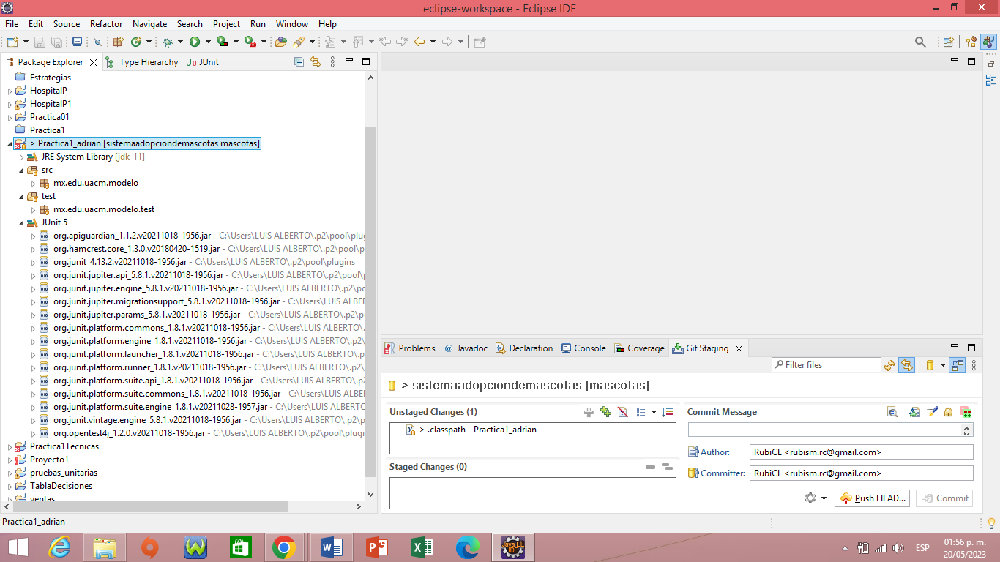 eclipse-workspace - Eclipse IDE
File Edit Source Refactor Navigate Search Project Run Window Help
Package Explorer Type Hierarchy JUnit
Estrategias
HospitalP
HospitalP1
Practica01
Practica1
> Practica1_adrian [sistemaadopciondemascotas mascotas]
JRE System Library [jdk-11]
src
mx.edu.uacm.modelo
test
mx.edu.uacm.modelo.test
JUnit 5
org.apiguardian_1.1.2.v20211018-1956.jar - C:\Users\LUIS ALBERTO\.p2\pool\plu
org.hamcrest.core_1.3.0.v20180420-1519.jar - C:\Users\LUIS ALBERTO\.p2\pool\p
org.junit_4.13.2.v20211018-1956.jar - C:\Users\LUIS ALBERTO\.p2\pool\plugins
org.junit.jupiter.api_5.8.1.v20211018-1956.jar - C:\Users\LUIS ALBERTO\.p2\pool\
org.junit.jupiter.engine_5.8.1.v20211018-1956.jar - C:\Users\LUIS ALBERTO\.p2\po
org.junit.jupiter.migrationsupport_5.8.1.v20211018-1956.jar - C:\Users\LUIS ALBER
org.junit.jupiter.params_5.8.1.v20211018-1956.jar - C:\Users\LUIS ALBERTO\.p2\p
org.junit.platform.commons_1.8.1.v20211018-1956.jar - C:\Users\LUIS ALBERTO\
org.junit.platform.engine_1.8.1.v20211018-1956.jar - C:\Users\LUIS ALBERTO\.p2\
org.junit.platform.launcher_1.8.1.v20211018-1956.jar - C:\Users\LUIS ALBERTO\.p
org.junit.platform.runner_1.8.1.v20211018-1956.jar - C:\Users\LUIS ALBERTO\.p2\
org.junit.platform.suite.api_1.8.1.v20211018-1956.jar - C:\Users\LUIS ALBERTO\.p2
org.junit.platform.suite.commons_1.8.1.v20211018-1956.jar - C:\Users\LUIS ALBER
org.junit.platform.suite.engine_1.8.1.v20211028-1957.jar - C:\Users\LUIS ALBERTO
org.junit.vintage.engine_5.8.1.v20211018-1956.jar - C:\Users\LUIS ALBERTO\.p2\p
org.opentest4j_1.2.0.v20211018-1956.jar - C:\Users\LUIS ALBERTO\.p2\pool\plugi
Practica1Tecnicas
Proyecto1
pruebas_unitarias
TablaDecisiones
ventas
Problems Javadoc Declaration Console Coverage Git Staging
Filter files
> sistemaadopciondemascotas [mascotas]
Unstaged Changes (1)
> .classpath - Practica1_adrian
Staged Changes (0)
Commit Message
Author: RubiCL <rubism.rc@gmail.com>
Committer: RubiCL <rubism.rc@gmail.com>
Push HEAD... Commit
Practica1_adrian
Java EE IDE
ESP
01:56 p. m.
20/05/2023